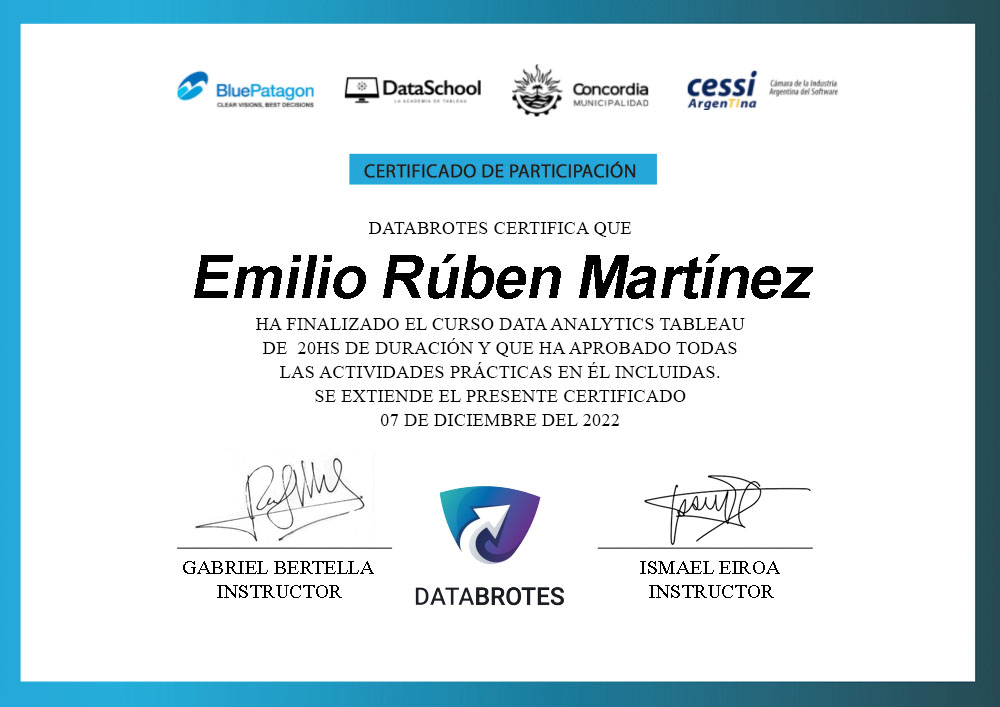 BluePatagon
CLEAR VISIONS, BEST DECISIONS
DataSchool
LA ACADEMIA DE TABLEAU
Concordia
MUNICIPALIDAD
cessi
ArgenTIna
Cámara de la Industria
Argentina del Software
CERTIFICADO DE PARTICIPACIÓN
DATABROTES CERTIFICA QUE
Emilio Rúben Martínez
HA FINALIZADO EL CURSO DATA ANALYTICS TABLEAU
DE 20HS DE DURACIÓN Y QUE HA APROBADO TODAS
LAS ACTIVIDADES PRÁCTICAS EN ÉL INCLUIDAS.
SE EXTIENDE EL PRESENTE CERTIFICADO
07 DE DICIEMBRE DEL 2022
GABRIEL BERTELLA
INSTRUCTOR
DATABROTES
ISMAEL EIROA
INSTRUCTOR